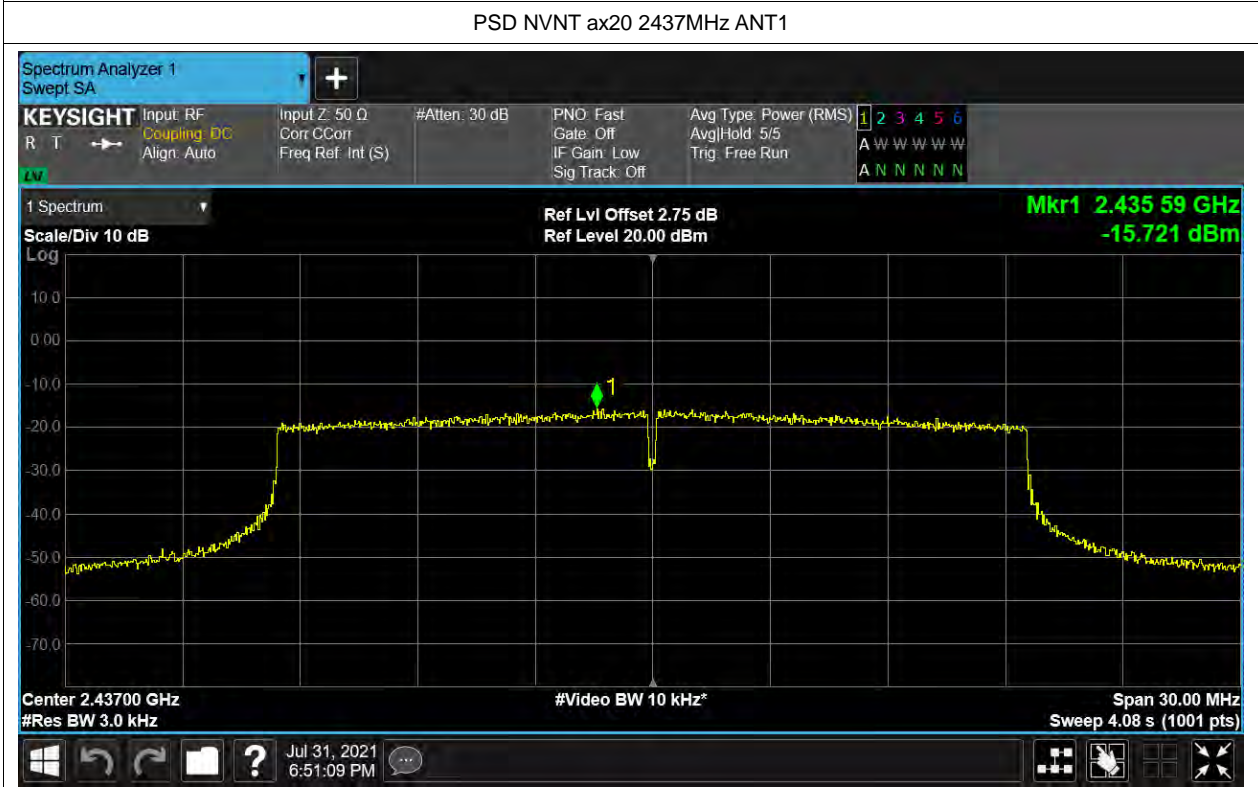 PSD NVNT ax20 2437MHz ANT1
Spectrum Analyzer 1
Swept SA
KEYSIGHT
R T
LNI
Input: RF
Coupling: DC
Align: Auto
Input Z: 50 Ω
Corr CCorr
Freq Ref: Int (S)
#Atten: 30 dB
PNO: Fast
Gate: Off
IF Gain: Low
Sig Track: Off
Avg Type: Power (RMS)
Avg|Hold: 5/5
Trig: Free Run
1 2 3 4 5 6
A W W W W W
A N N N N N
1 Spectrum
Scale/Div 10 dB
Log
Ref Lvl Offset 2.75 dB
Ref Level 20.00 dBm
Mkr1 2.435 59 GHz
-15.721 dBm
10.0
0.00
-10.0
-20.0
-30.0
-40.0
-50.0
-60.0
-70.0
1
Center 2.43700 GHz
#Res BW 3.0 kHz
#Video BW 10 kHz*
Span 30.00 MHz
Sweep 4.08 s (1001 pts)
?
Jul 31, 2021
6:51:09 PM